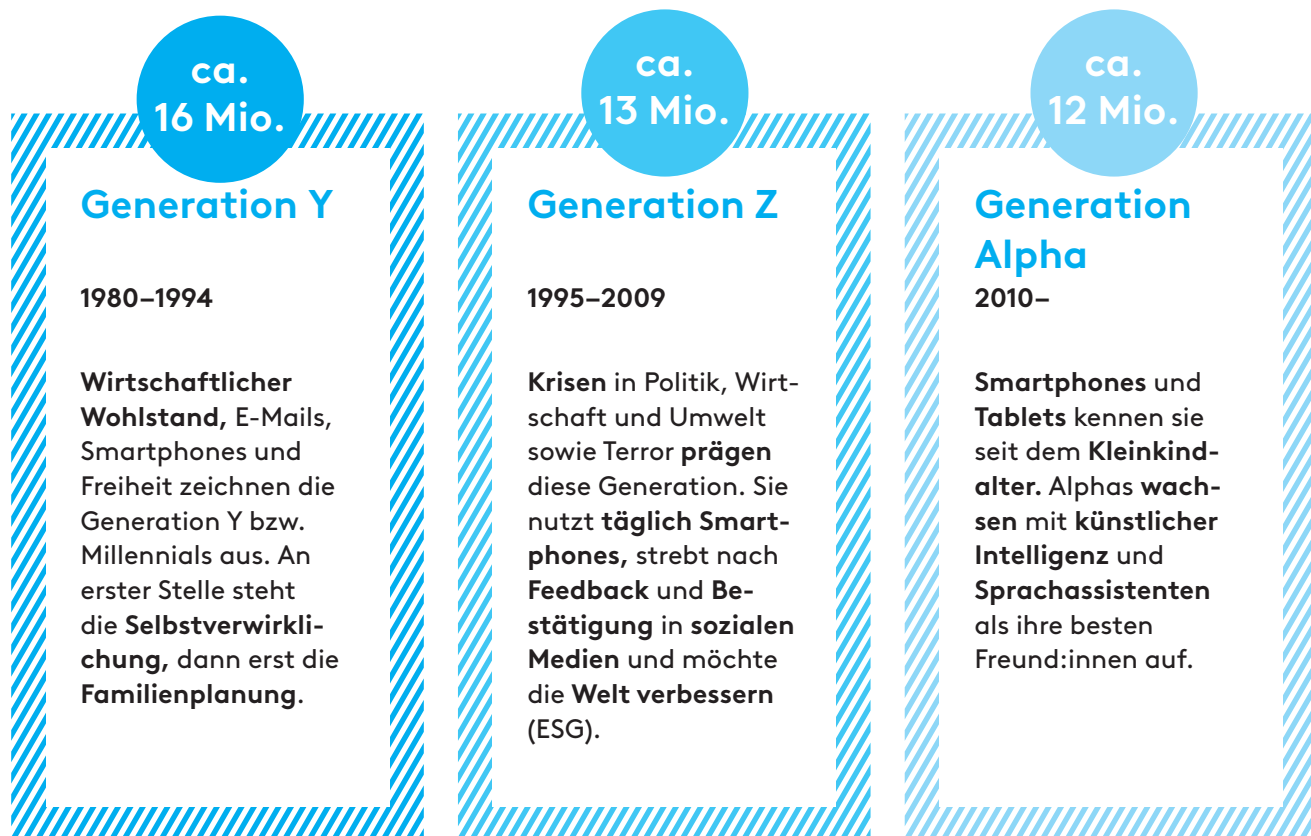 ca.
16 Mio.
Generation Y
1980–1994
Wirtschaftlicher
Wohlstand, E-Mails,
Smartphones und
Freiheit zeichnen die
Generation Y bzw.
Millennials aus. An
erster Stelle steht
die Selbstverwirkli-
chung, dann erst die
Familienplanung.
ca.
13 Mio.
Generation Z
1995–2009
Krisen in Politik, Wirt-
schaft und Umwelt
sowie Terror prägen
diese Generation. Sie
nutzt täglich Smart-
phones, strebt nach
Feedback und Be-
stätigung in sozialen
Medien und möchte
die Welt verbessern
(ESG).
ca.
12 Mio.
Generation
Alpha
2010–
Smartphones und
Tablets kennen sie
seit dem Kleinkind-
alter. Alphas wach-
sen mit künstlicher
Intelligenz und
Sprachassistenten
als ihre besten
Freund:innen auf.